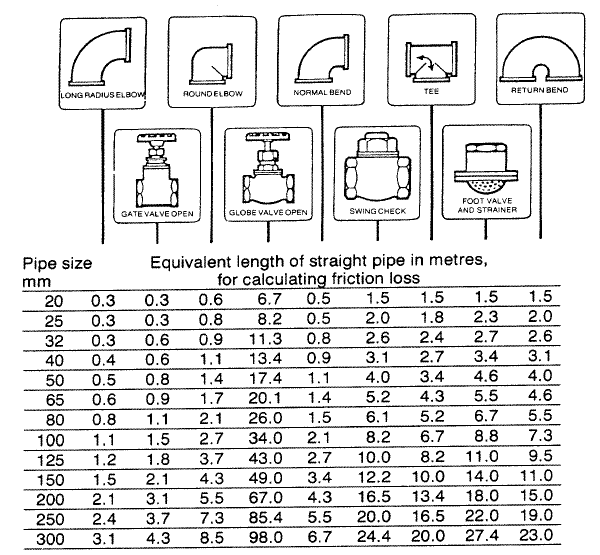 LONG RADIUS ELBOW
ROUND ELBOW
NORMAL BEND
TEE
RETURN BEND
GATE VALVE OPEN
GLOBE VALVE OPEN
SWING CHECK
FOOT VALVE
AND STRAINER
Pipe size Equivalent length of straight pipe in metres,
mm for calculating friction loss
20 0.3 0.3 0.6 6.7 0.5 1.5 1.5 1.5 1.5
25 0.3 0.3 0.8 8.2 0.5 2.0 1.8 2.3 2.0
32 0.3 0.6 0.9 11.3 0.8 2.6 2.4 2.7 2.6
40 0.4 0.6 1.1 13.4 0.9 3.1 2.7 3.4 3.1
50 0.5 0.8 1.4 17.4 1.1 4.0 3.4 4.6 4.0
65 0.6 0.9 1.7 20.1 1.4 5.2 4.3 5.5 4.6
80 0.8 1.1 2.1 26.0 1.5 6.1 5.2 6.7 5.5
100 1.1 1.5 2.7 34.0 2.1 8.2 6.7 8.8 7.3
125 1.2 1.8 3.7 43.0 2.7 10.0 8.2 11.0 9.5
150 1.5 2.1 4.3 49.0 3.4 12.2 10.0 14.0 11.0
200 2.1 3.1 5.5 67.0 4.3 16.5 13.4 18.0 15.0
250 2.4 3.7 7.3 85.4 5.5 20.0 16.5 22.0 19.0
300 3.1 4.3 8.5 98.0 6.7 24.4 20.0 27.4 23.0